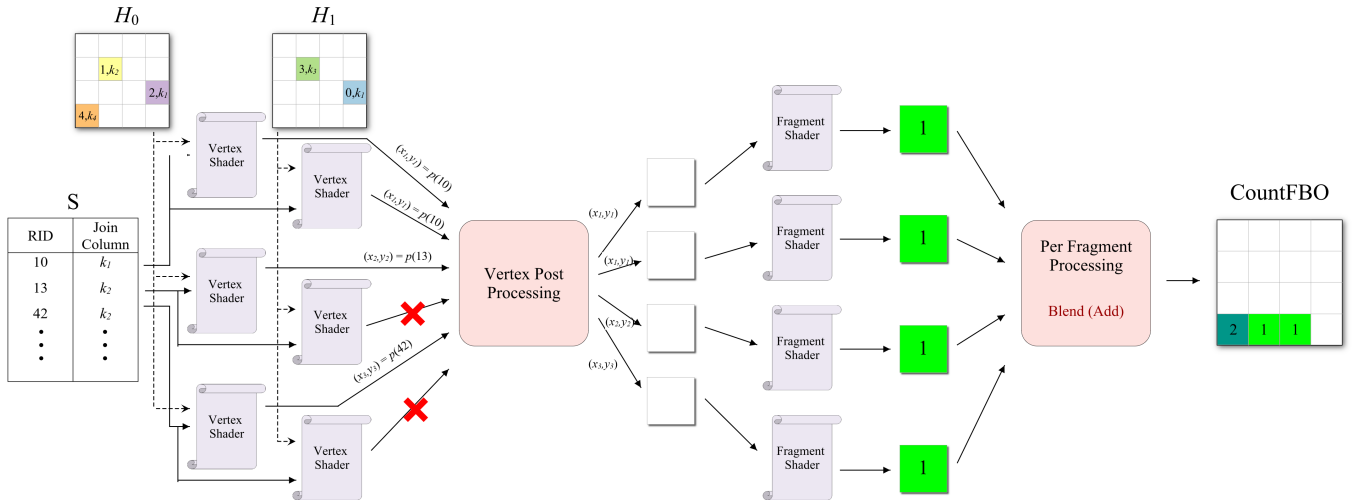 H0
H1
1,k2
2,k1
4,k4
3,k3
0,k1
Vertex
Shader
Vertex
Shader
(x1,y1) = p(10)
(x1,y1) = p(10)
S
RID
Join
Column
10
k1
13
k2
42
k2
Vertex
Shader
Vertex
Shader
(x2,y2) = p(13)
(x3,y3) = p(42)
Vertex
Shader
Vertex
Shader
Vertex Post
Processing
(x1,y1)
(x1,y1)
(x2,y2)
(x3,y3)
Fragment
Shader
1
Fragment
Shader
1
Fragment
Shader
1
Fragment
Shader
1
Per Fragment
Processing
Blend (Add)
CountFBO
2
1
1